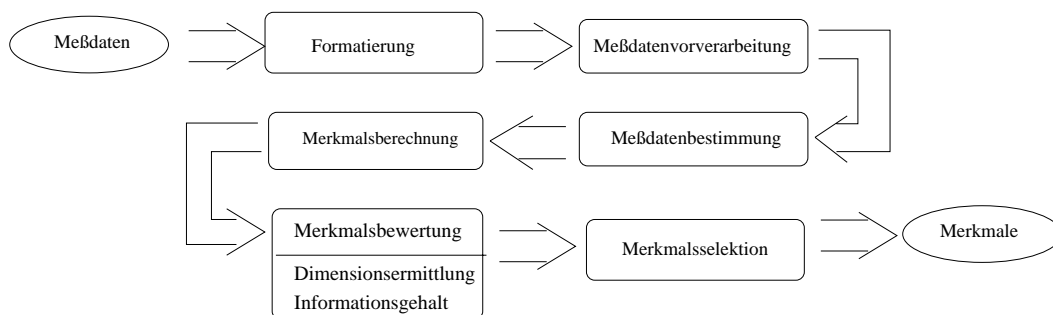 Meßdaten
Formatierung
Meßdatenvorverarbeitung
Meßdatenbestimmung
Merkmalsberechnung
Merkmalsbewertung
Dimensionsermittlung
Informationsgehalt
Merkmalsselektion
Merkmale